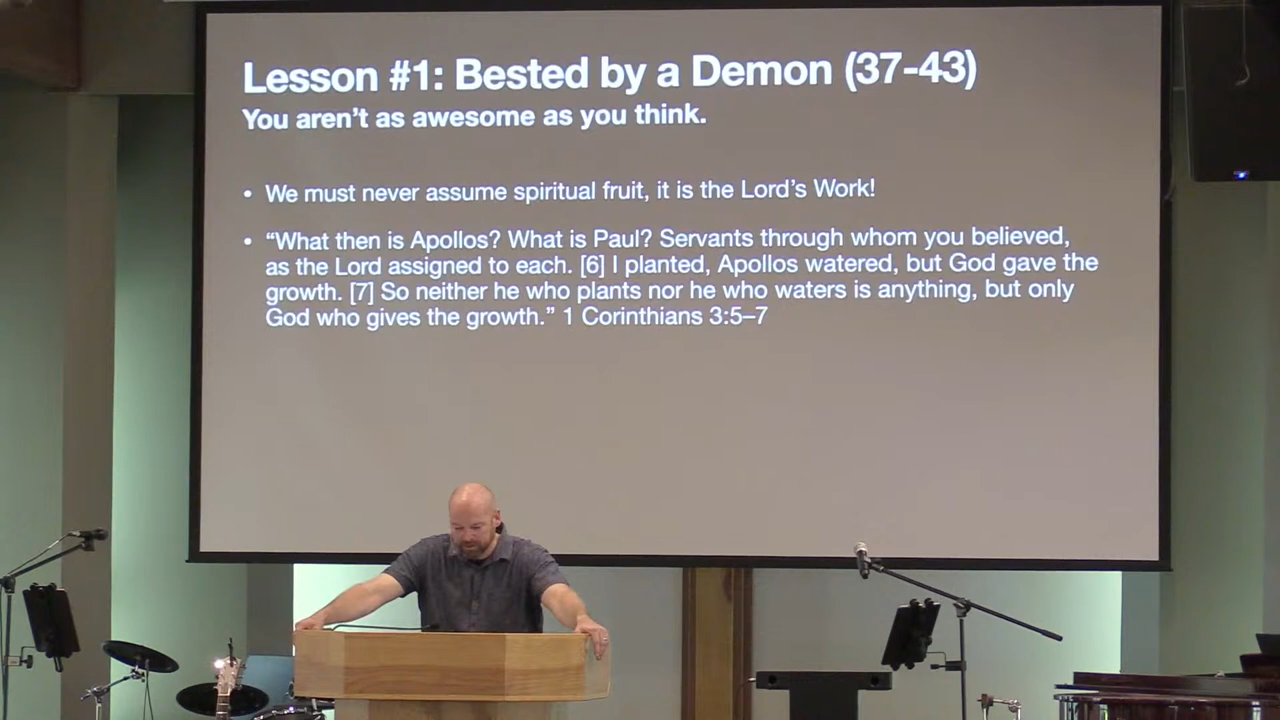 Lesson #1: Bested by a Demon (37-43)
You aren’t as awesome as you think.
• We must never assume spiritual fruit, it is the Lord’s Work!
• “What then is Apollos? What is Paul? Servants through whom you believed,
as the Lord assigned to each. [6] I planted, Apollos watered, but God gave the
growth. [7] So neither he who plants nor he who waters is anything, but only
God who gives the growth.” 1 Corinthians 3:5–7